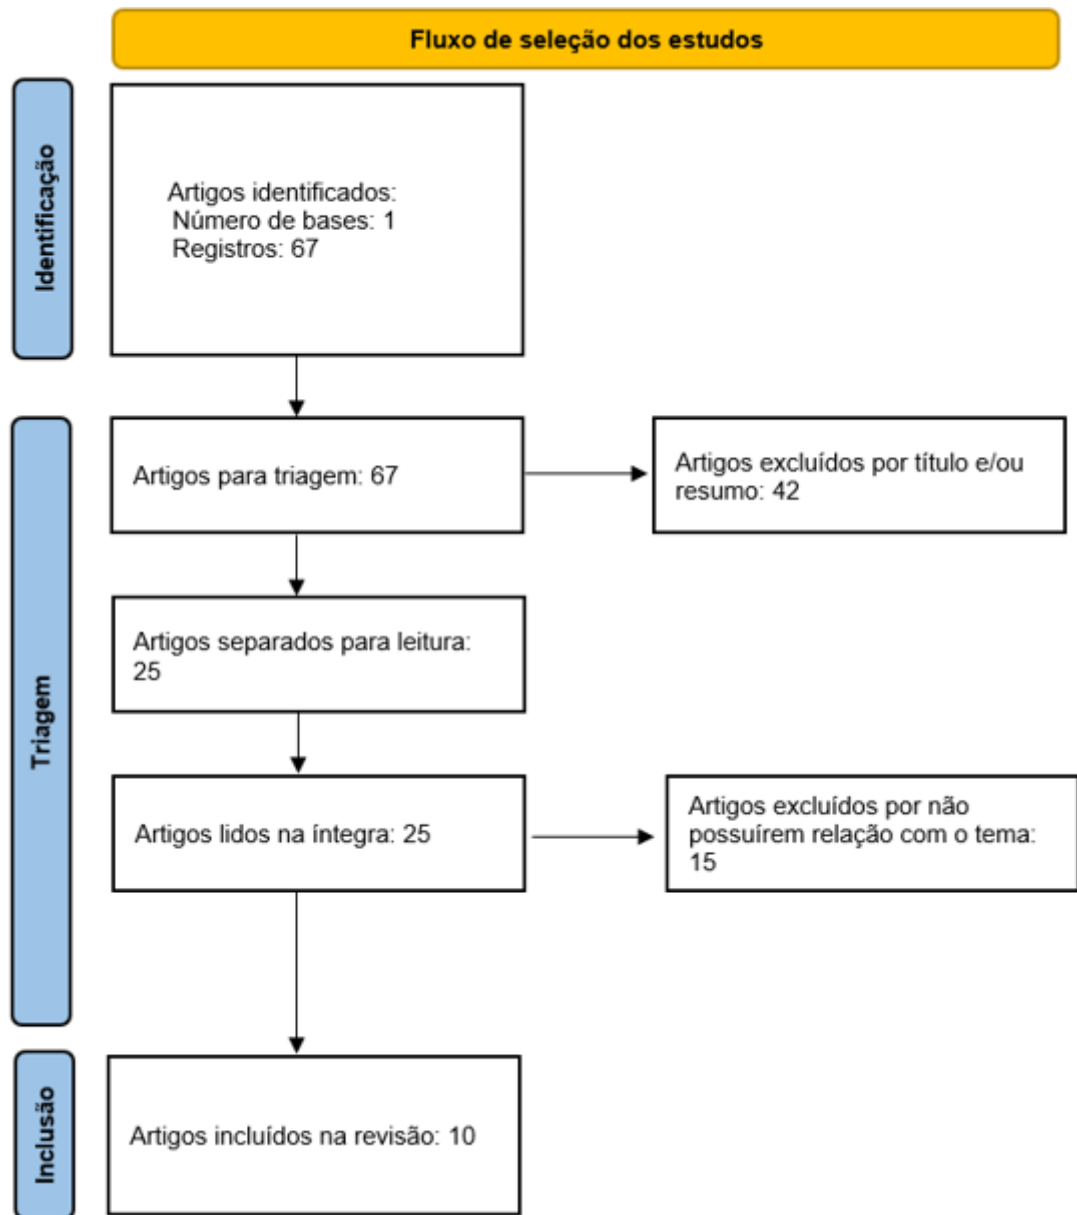 Fluxo de seleção dos estudos
Identificação
Artigos identificados:
Número de bases: 1
Registros: 67
Triagem
Artigos para triagem: 67
Artigos excluídos por título e/ou
resumo: 42
Artigos separados para leitura:
25
Artigos lidos na íntegra: 25
Artigos excluídos por não
possuírem relação com o tema:
15
Inclusão
Artigos incluídos na revisão: 10